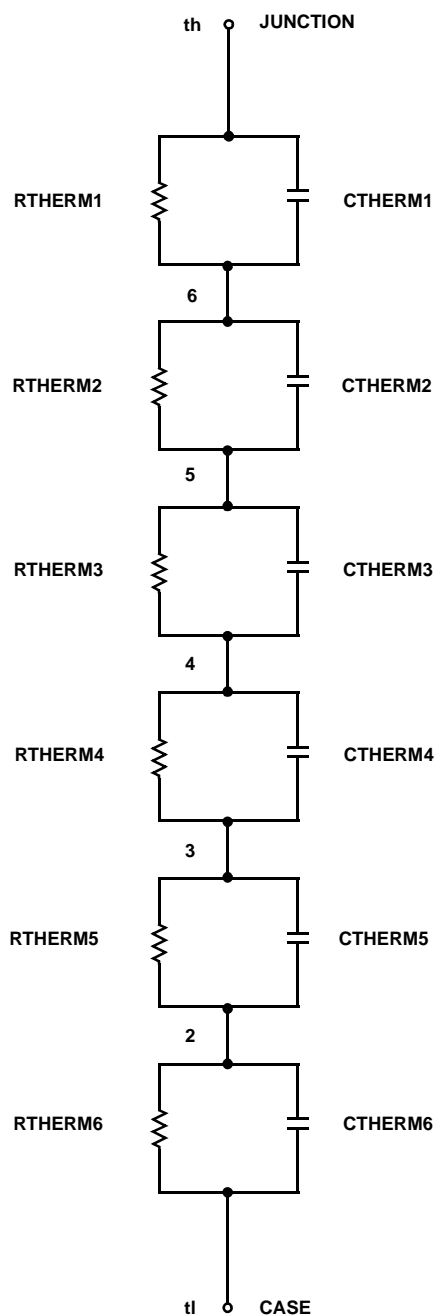 th JUNCTION
RTHERM1 CTHERM1
6
RTHERM2 CTHERM2
5
RTHERM3 CTHERM3
4
RTHERM4 CTHERM4
3
RTHERM5 CTHERM5
2
RTHERM6 CTHERM6
tl CASE